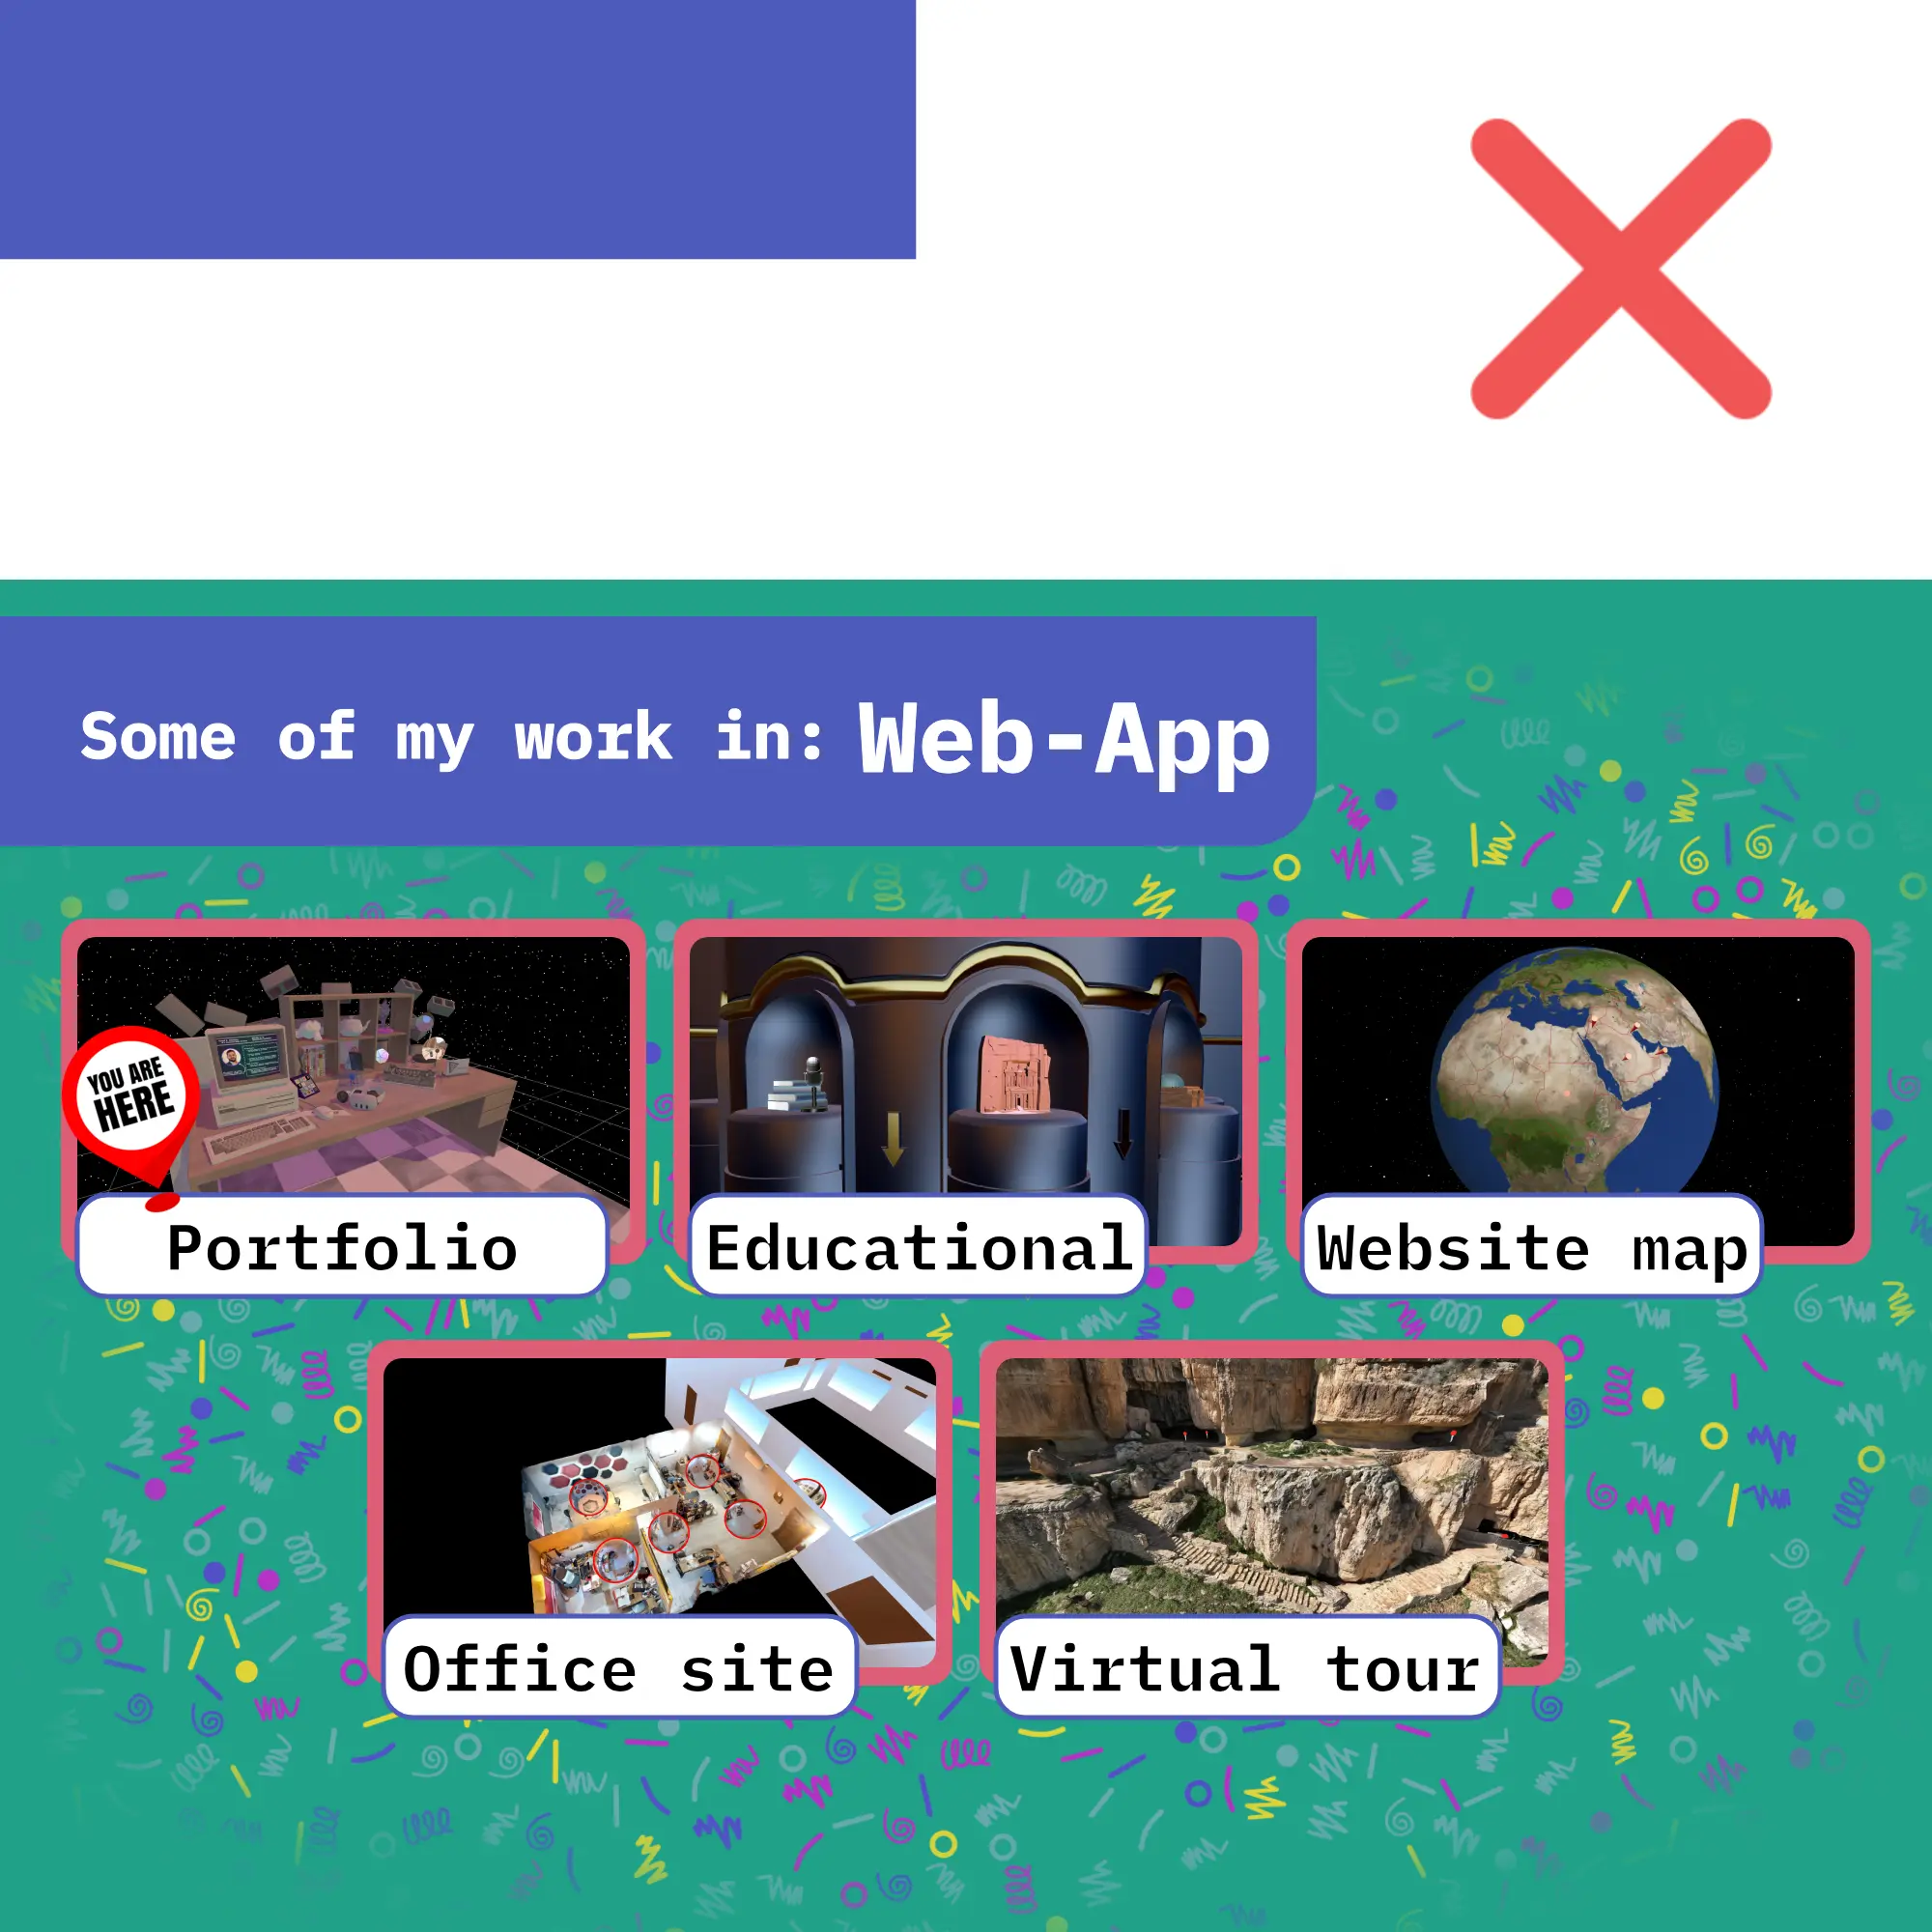 Some of my work in: Web-App
YOU ARE
HERE
Portfolio
Educational
Website map
Office site
Virtual tour